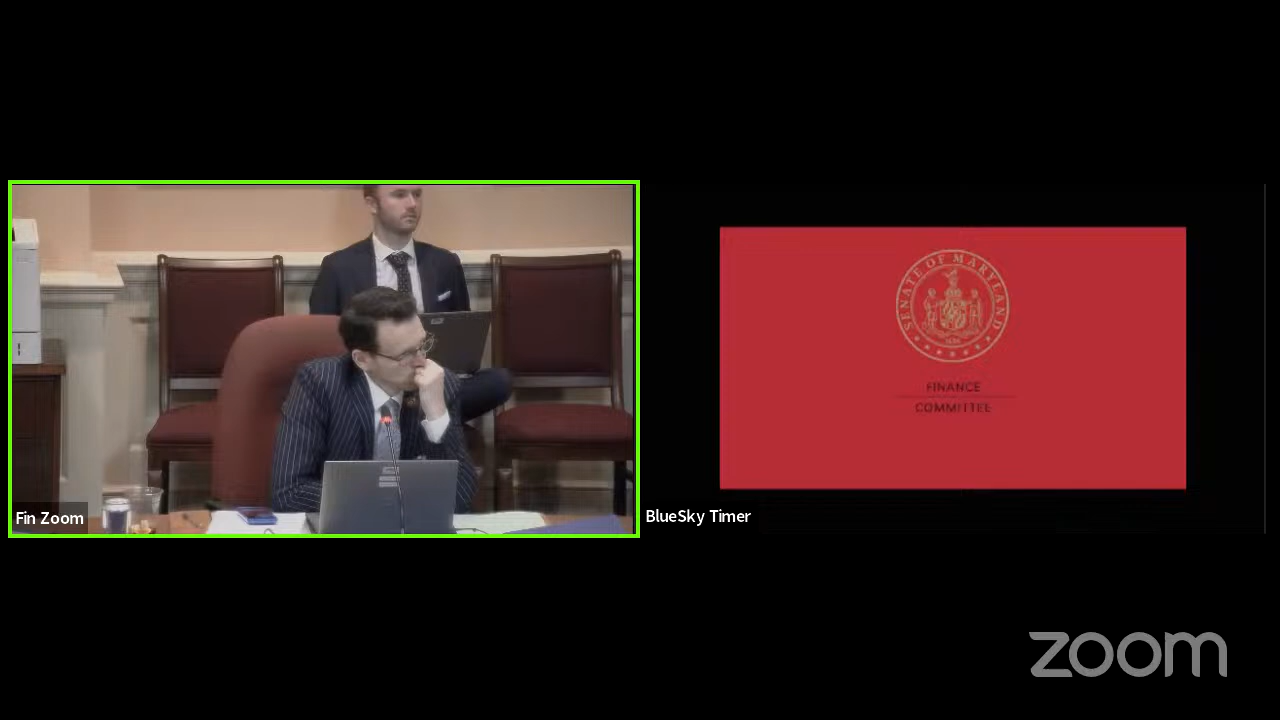 SENATE OF MARYLAND
FINANCE
COMMITTEE
Fin Zoom
BlueSky Timer
zoom